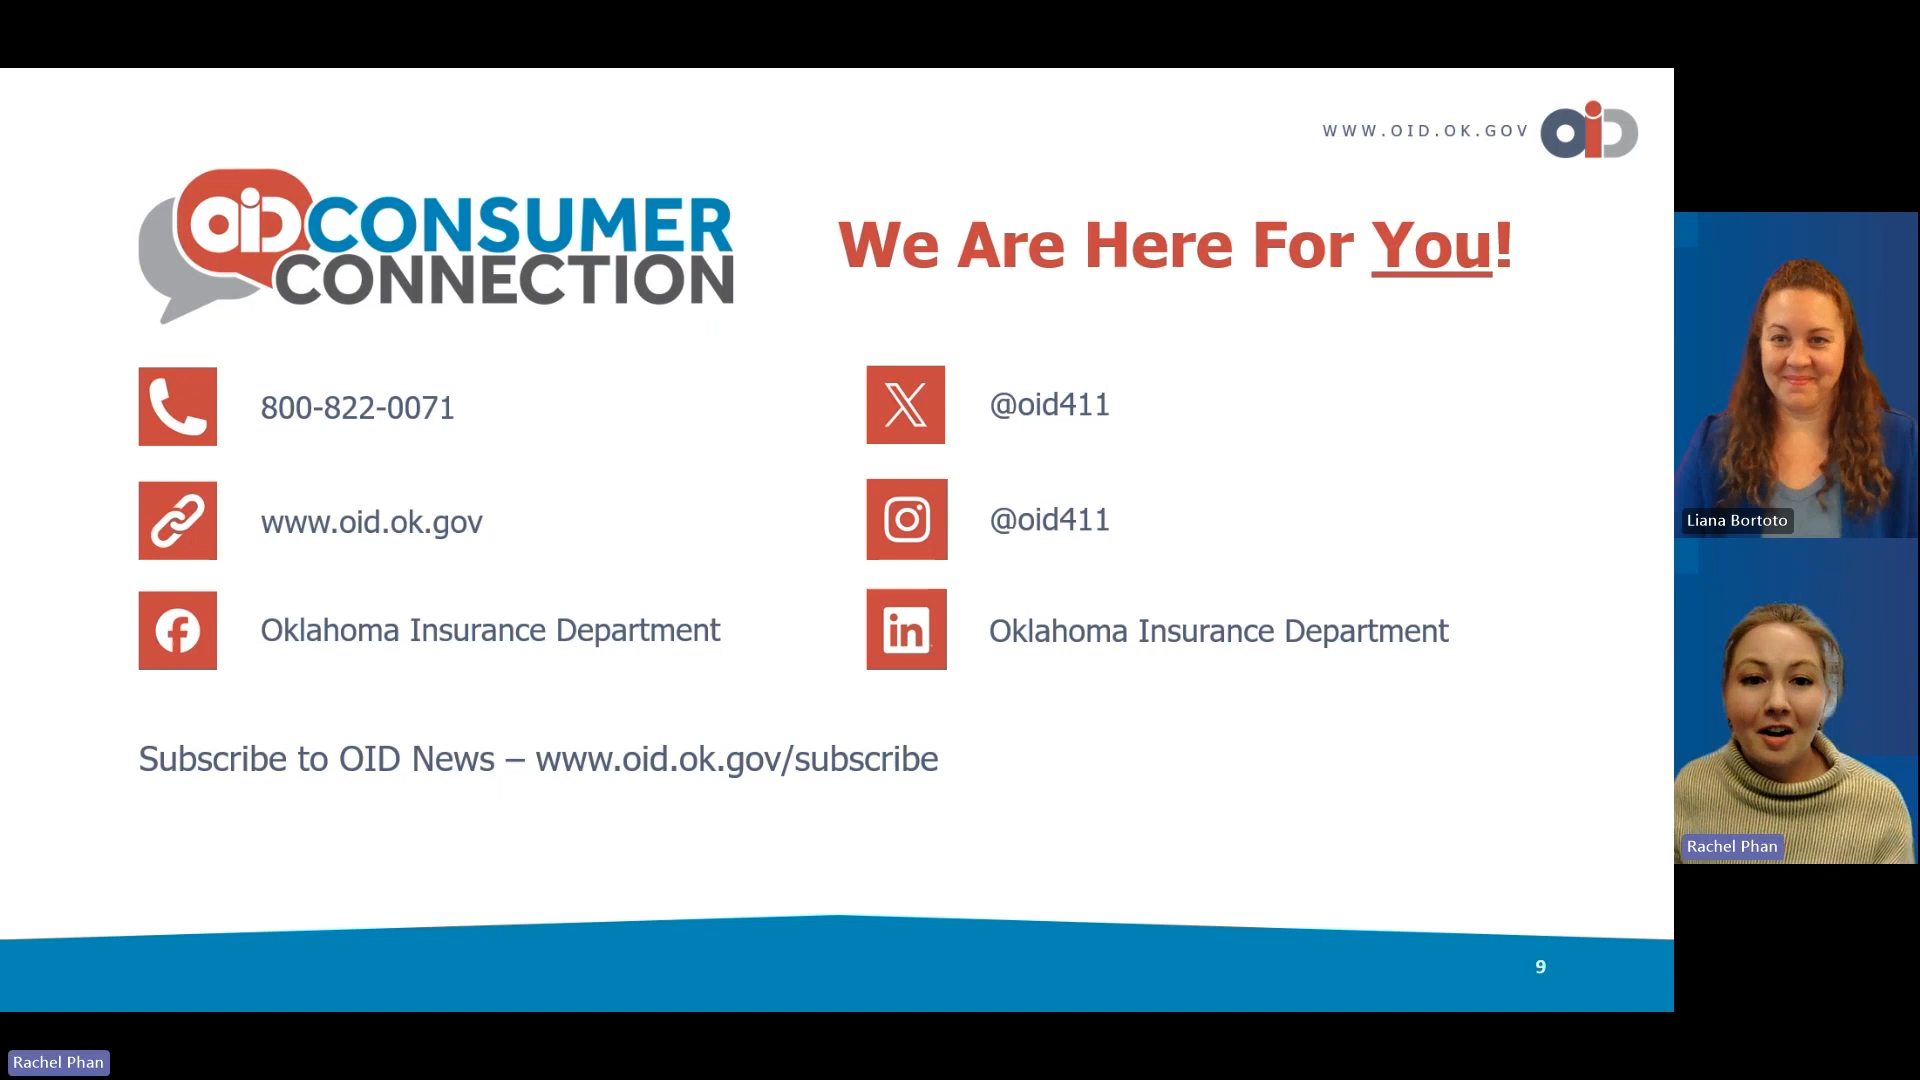 WWW.OID.OK.GOV
OID
OID CONSUMER
CONNECTION
We Are Here For You!
800-822-0071
@oid411
www.oid.ok.gov
@oid411
Oklahoma Insurance Department
in
Oklahoma Insurance Department
Subscribe to OID News – www.oid.ok.gov/subscribe
9
Liana Bortoto
Rachel Phan
Rachel Phan